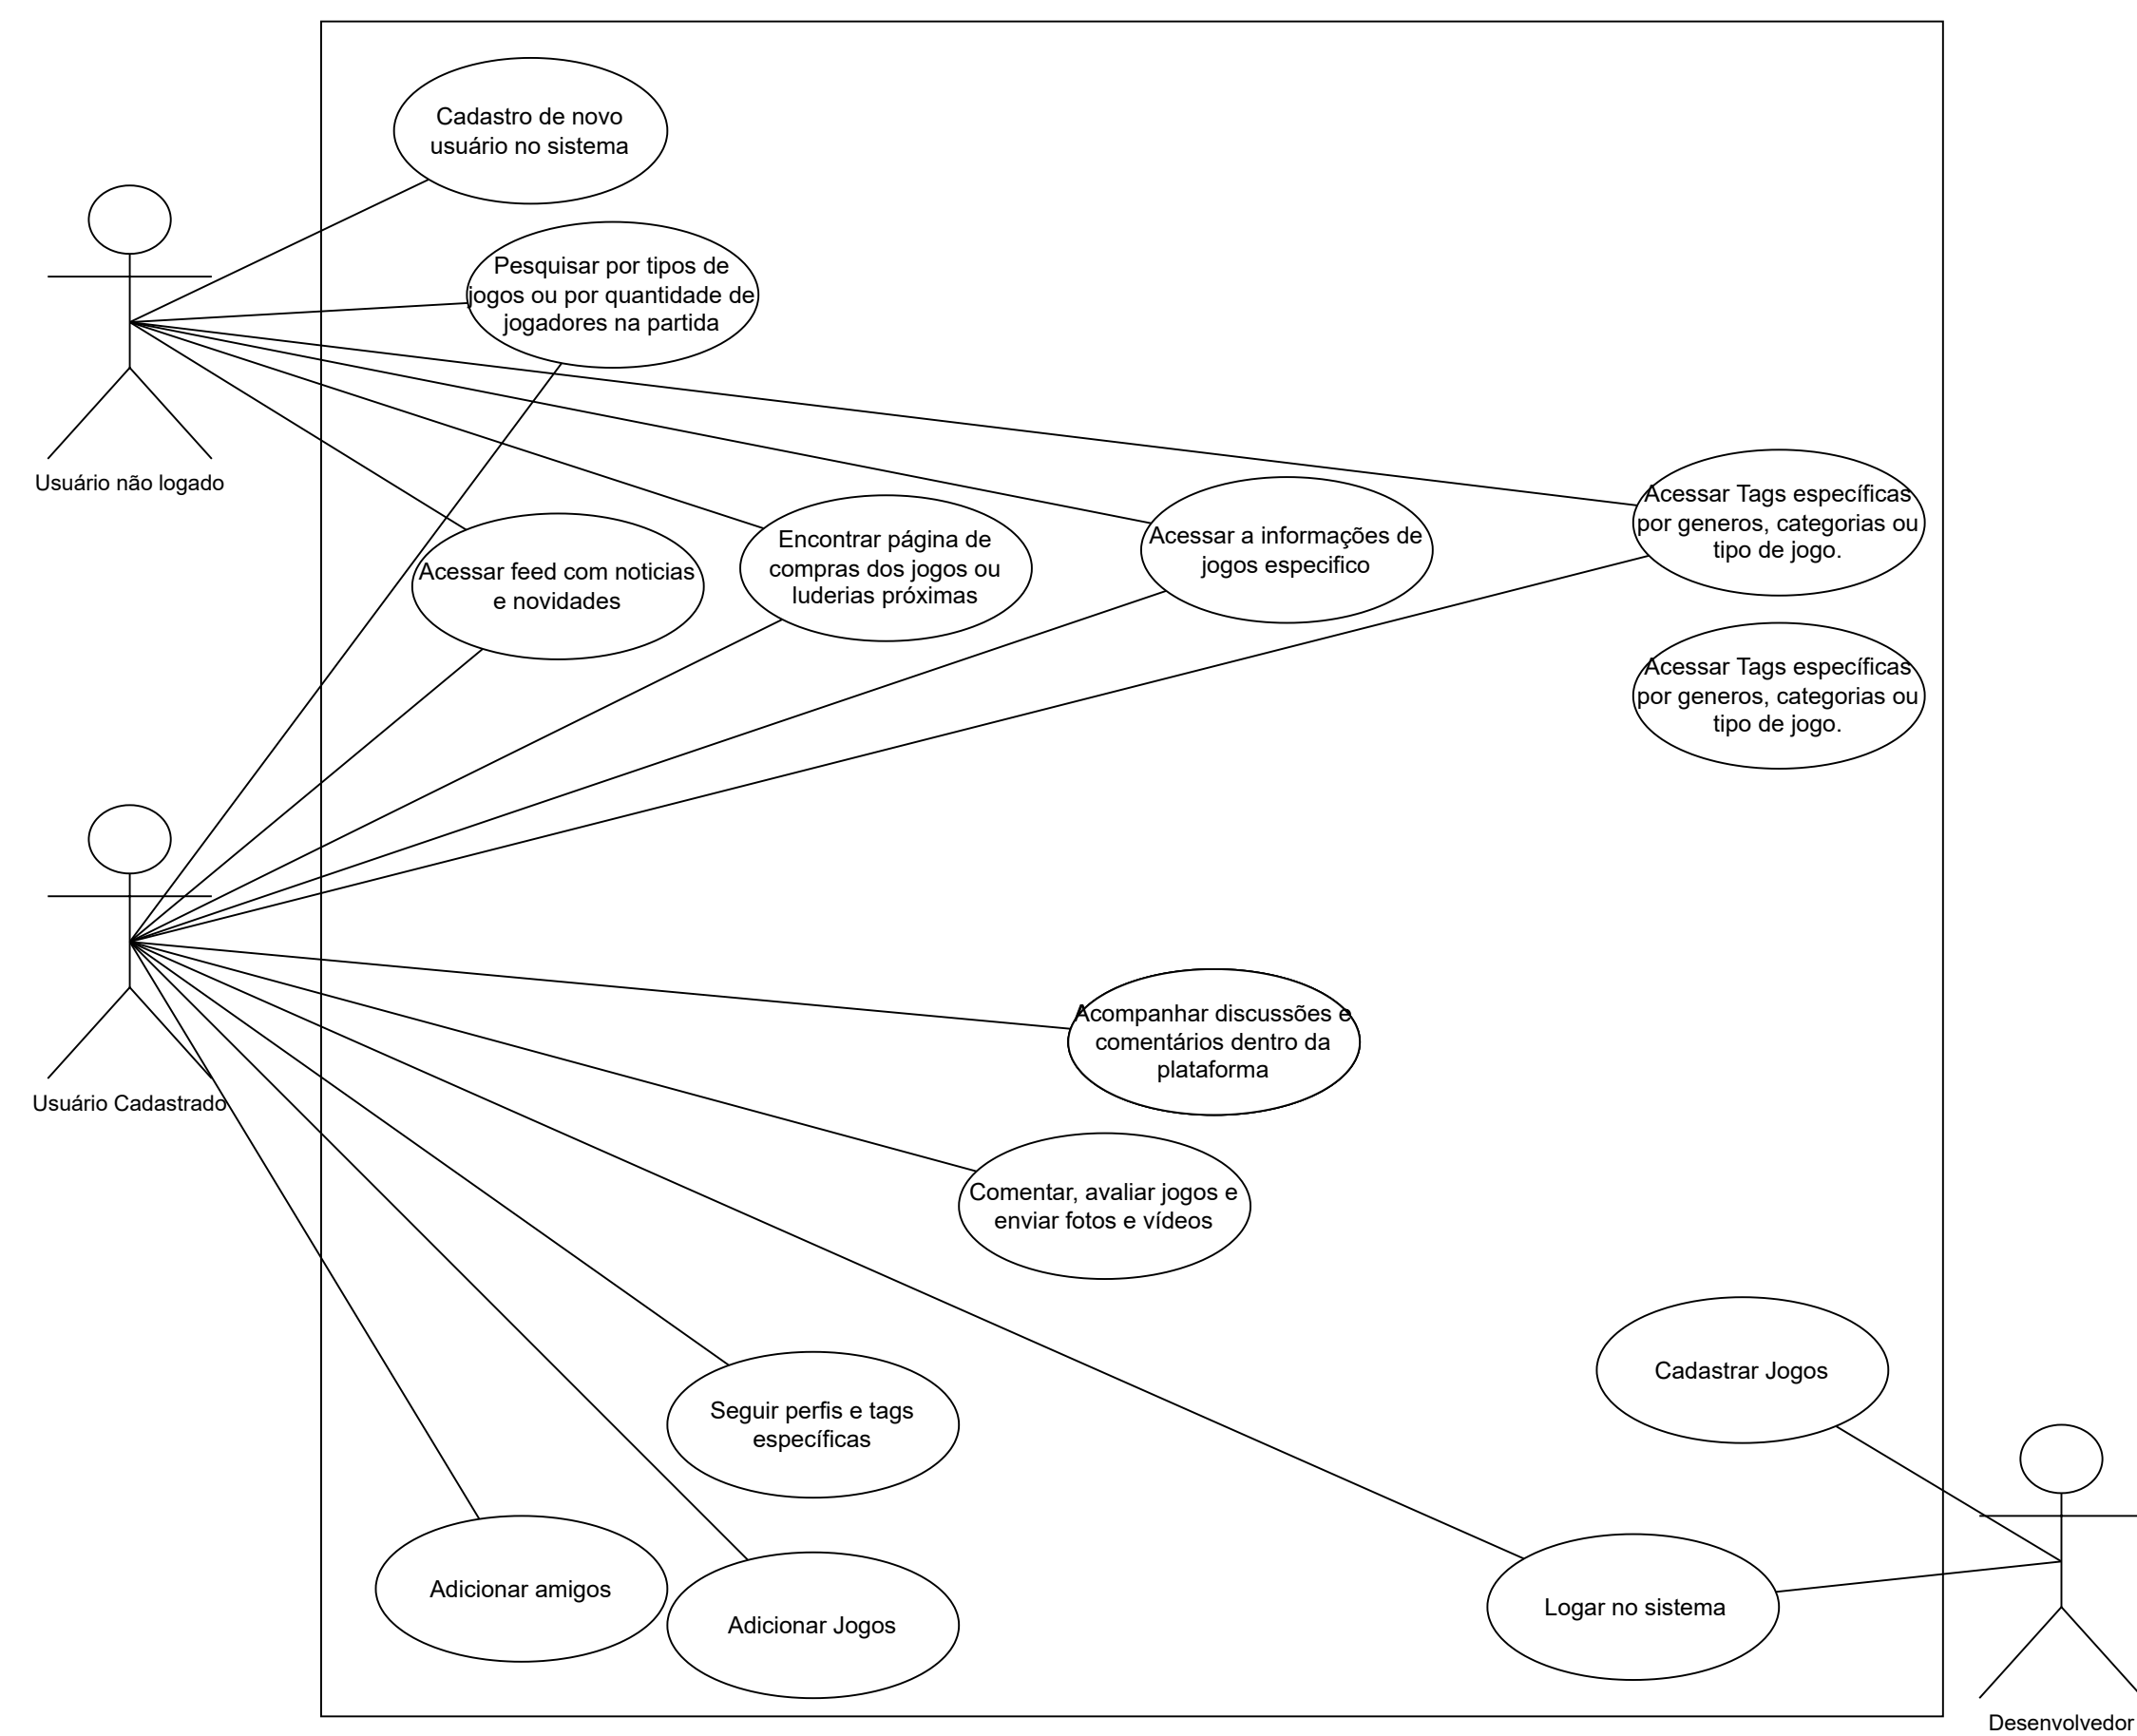 Cadastro de novo
usuário no sistema
Pesquisar por tipos de
jogos ou por quantidade de
jogadores na partida
Usuário não logado
Acessar feed com noticias
e novidades
Encontrar página de
compras dos jogos ou
luderias próximas
Acessar a informações de
jogos especifico
Acessar Tags específicas
por generos, categorias ou
tipo de jogo.
Acessar Tags específicas
por generos, categorias ou
tipo de jogo.
Usuário Cadastrado
Acompanhar discussões e
comentários dentro da
plataforma
Comentar, avaliar jogos e
enviar fotos e vídeos
Cadastrar Jogos
Seguir perfis e tags
específicas
Adicionar amigos
Adicionar Jogos
Logar no sistema
Desenvolvedor